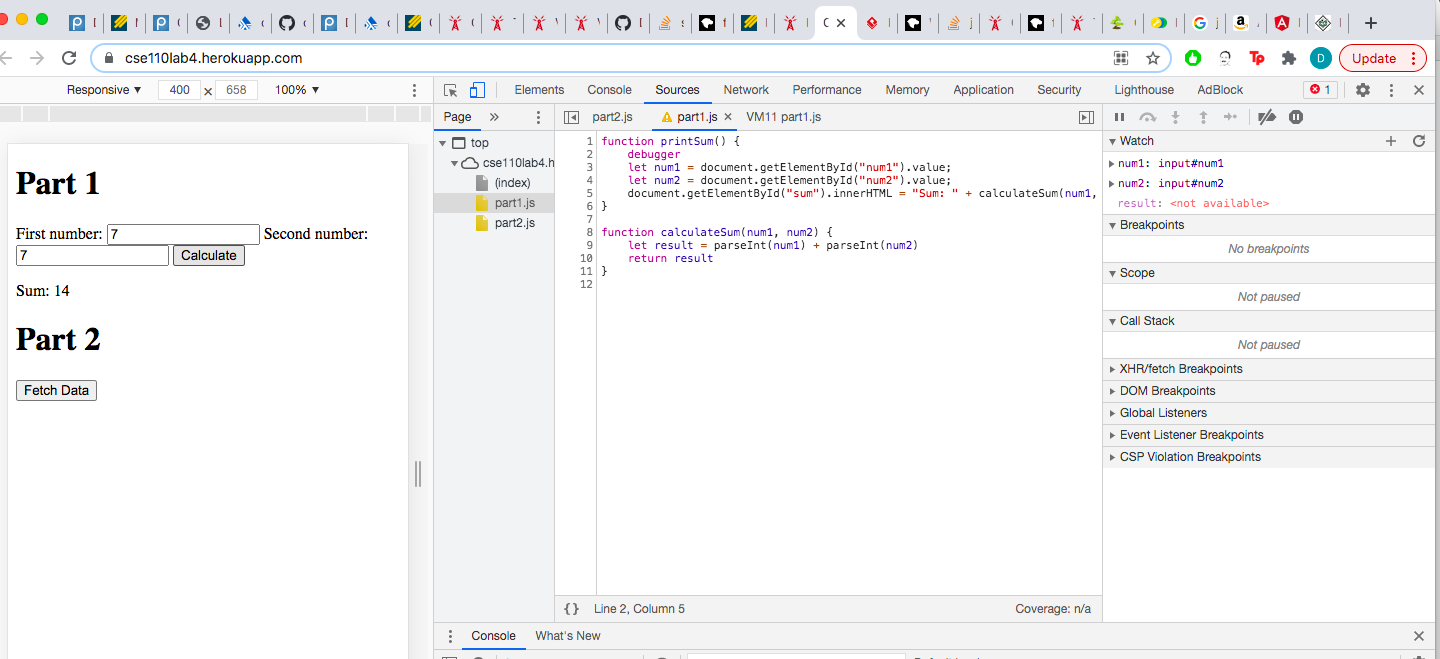 cse110lab4.herokuapp.com
Tp
D
Update
Responsive ▼ 400 × 658 100% ▼
Elements Console Sources Network Performance Memory Application Security Lighthouse AdBlock 1
Page » part2.js part1.js × VM11 part1.js
top
cse110lab4.h
(index)
part1.js
part2.js
Part 1
First number: 7 Second number:
7 Calculate
Sum: 14
Part 2
Fetch Data
1 function printSum() {
2 debugger
3 let num1 = document.getElementById("num1").value;
4 let num2 = document.getElementById("num2").value;
5 document.getElementById("sum").innerHTML = "Sum: " + calculateSum(num1,
6 }
7
8 function calculateSum(num1, num2) {
9 let result = parseInt(num1) + parseInt(num2)
10 return result
11 }
12
{} Line 2, Column 5 Coverage: n/a
Watch
num1: input#num1
num2: input#num2
result: <not available>
Breakpoints
No breakpoints
Scope
Not paused
Call Stack
Not paused
XHR/fetch Breakpoints
DOM Breakpoints
Global Listeners
Event Listener Breakpoints
CSP Violation Breakpoints
Console What's New